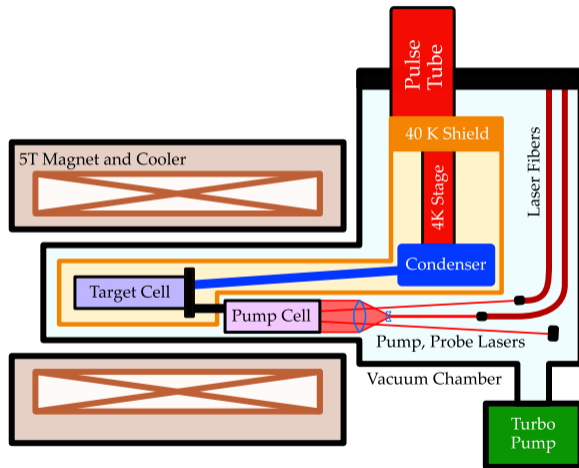 Pulse
Tube
40 K Shield
5T Magnet and Cooler
Laser Fibers
4K Stage
Condenser
Target Cell
Pump Cell
Pump, Probe Lasers
Vacuum Chamber
Turbo
Pump